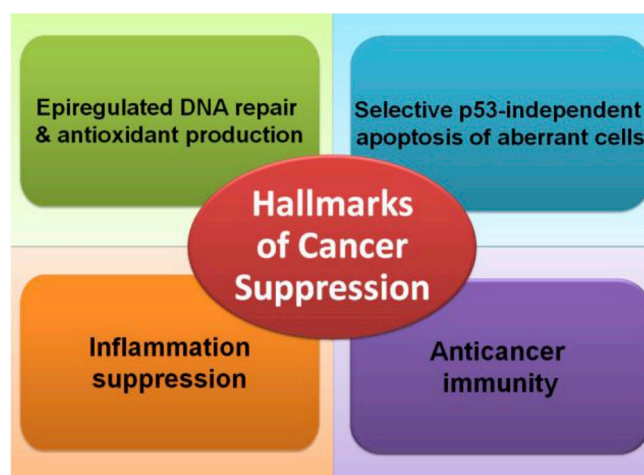 Epiregulated DNA repair
& antioxidant production
Selective p53-independent
apoptosis of aberrant cells
Hallmarks
of Cancer
Suppression
Inflammation
suppression
Anticancer
immunity